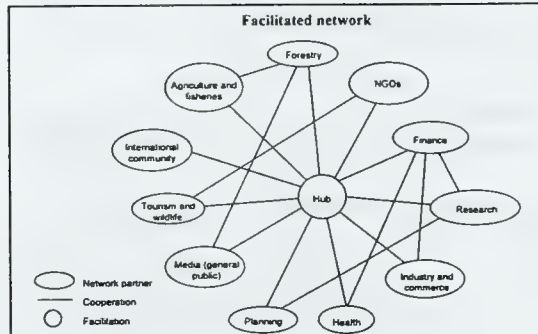 Facilitated network
Forestry
Agriculture and
fisheries
NGOs
International
community
Finance
Tourism and
wildlife
Hub
Research
Media (general
public)
Industry and
commerce
Planning
Health
Network partner
Cooperation
Facilitation